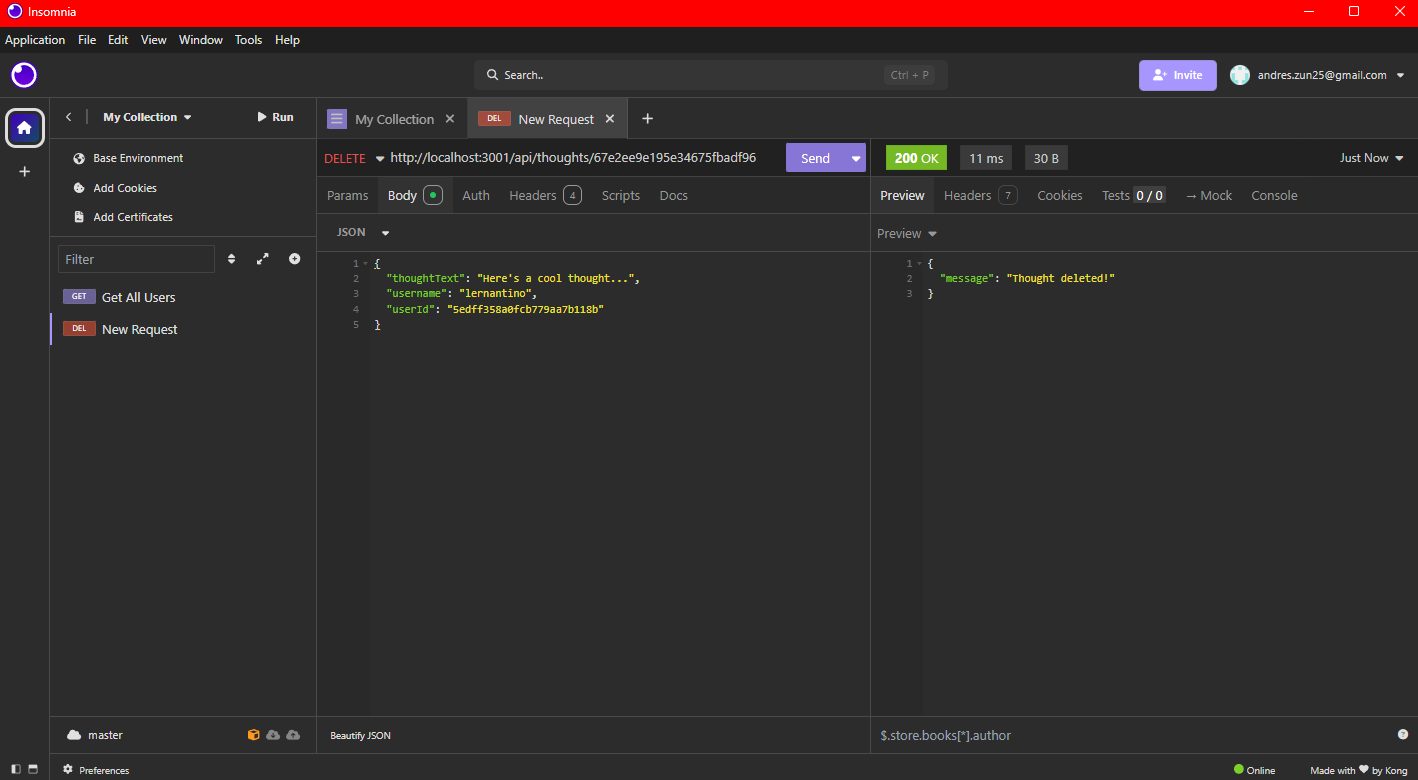 Insomnia
Application File Edit View Window Tools Help
Search.. Ctrl + P
Invite
andres.zun25@gmail.com
My Collection
Run
My Collection
DEL New Request
Base Environment
Add Cookies
Add Certificates
Filter
GET Get All Users
DEL New Request
DELETE http://localhost:3001/api/thoughts/67e2ee9e195e34675fbadf96 Send
Params Body Auth Headers 4 Scripts Docs
JSON
1 {
2 "thoughtText": "Here's a cool thought...",
3 "username": "lernantino",
4 "userId": "5edff358a0fcb779aa7b118b"
5 }
200 OK 11 ms 30 B Just Now
Preview Headers 7 Cookies Tests 0 / 0 → Mock Console
Preview
1 {
2 "message": "Thought deleted!"
3 }
master
Beautify JSON
$.store.books[*].author
Preferences
Online
Made with ❤ by Kong